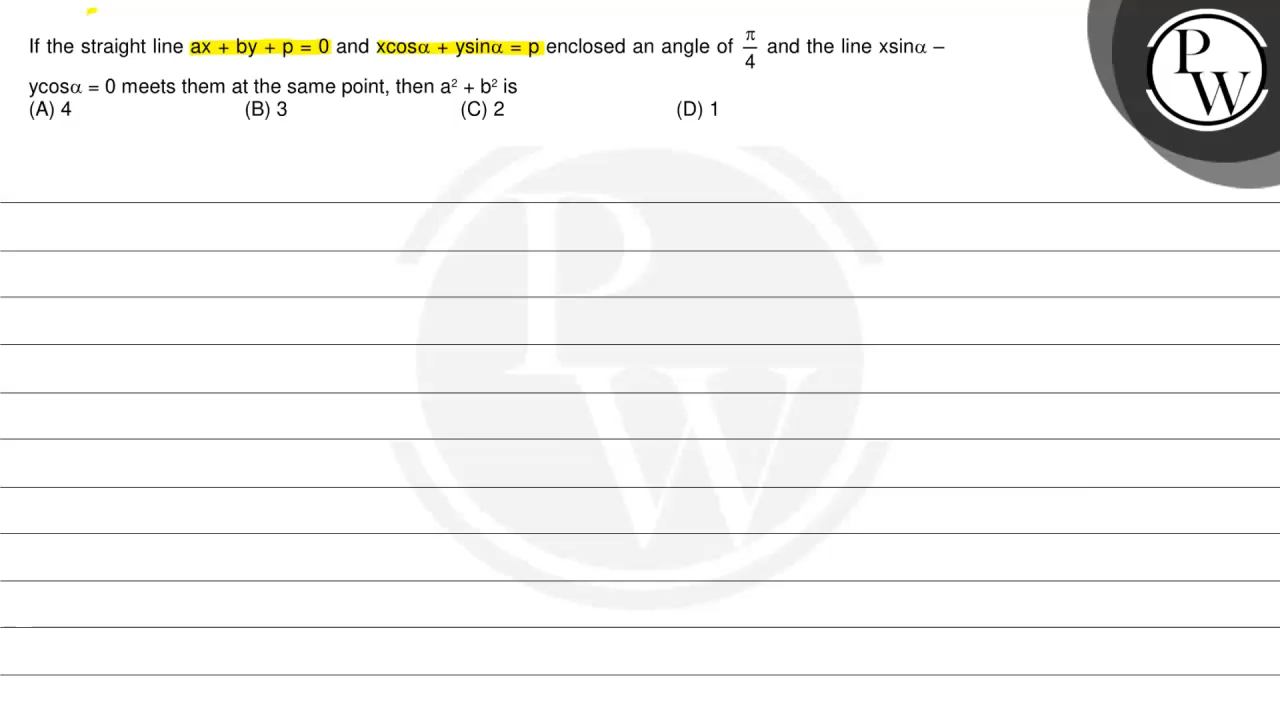 If the straight line ax + by + p = 0 and xcosα + ysinα = p enclosed an angle of π/4 and the line xsinα –
ycosα = 0 meets them at the same point, then a² + b² is
(A) 4 (B) 3 (C) 2 (D) 1
P
W
P
W